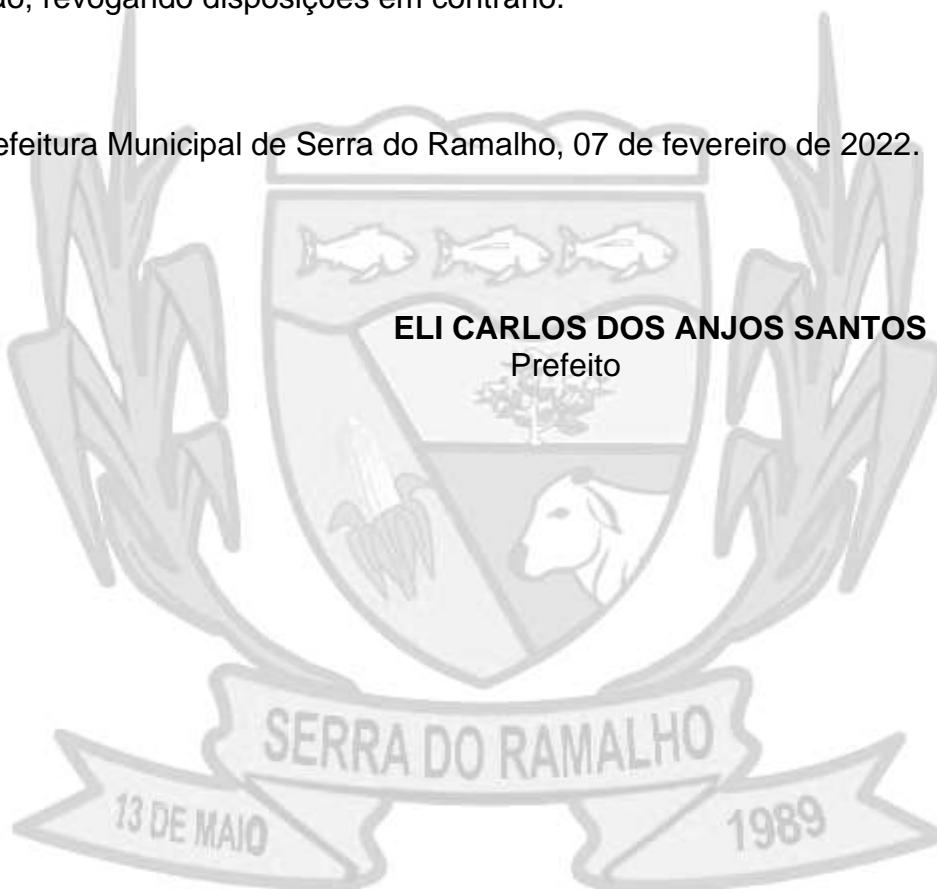 do, revogando disposições em contrário.
efeitura Municipal de Serra do Ramalho, 07 de fevereiro de 2022.
ELI CARLOS DOS ANJOS SANTOS
Prefeito
SERRA DO RAMALHO
13 DE MAIO
1989